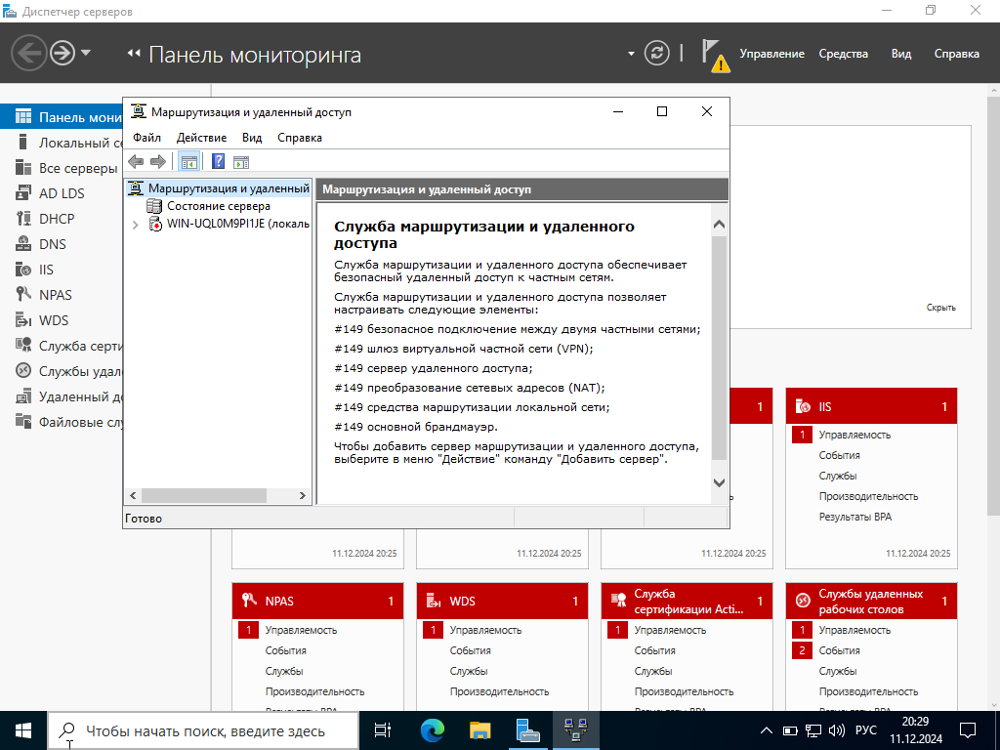 Диспетчер серверов
Панель мониторинга
Управление
Средства
Вид
Справка
Панель мони
Локальный се
Все серверы
AD LDS
DHCP
DNS
IIS
NPAS
WDS
Служба серти
Службы удал
Удаленный до
Файловые слу
Маршрутизация и удаленный доступ
Файл
Действие
Вид
Справка
Маршрутизация и удаленный
Состояние сервера
WIN-UQL0M9PI1JE (локаль
Маршрутизация и удаленный доступ
Служба маршрутизации и удаленного
доступа
Служба маршрутизации и удаленного доступа обеспечивает
безопасный удаленный доступ к частным сетям.
Служба маршрутизации и удаленного доступа позволяет
настраивать следующие элементы:
#149 безопасное подключение между двумя частными сетями;
#149 шлюз виртуальной частной сети (VPN);
#149 сервер удаленного доступа;
#149 преобразование сетевых адресов (NAT);
#149 средства маршрутизации локальной сети;
#149 основной брандмауэр.
Чтобы добавить сервер маршрутизации и удаленного доступа,
выберите в меню "Действие" команду "Добавить сервер".
Готово
Скрыть
1
IIS 1
1 Управляемость
События
Службы
Производительность
Результаты BPA
11.12.2024 20:25
11.12.2024 20:25
11.12.2024 20:25
11.12.2024 20:25
NPAS 1
1 Управляемость
События
Службы
Производительность
Результаты BPA
WDS 1
1 Управляемость
События
Службы
Производительность
Служба
сертификации Acti... 1
1 Управляемость
События
Службы
Производительность
Результаты BPA
Службы удаленных
рабочих столов 1
1 Управляемость
2 События
Службы
Производительность
Результаты BPA
Чтобы начать поиск, введите здесь
РУС
20:29
11.12.2024